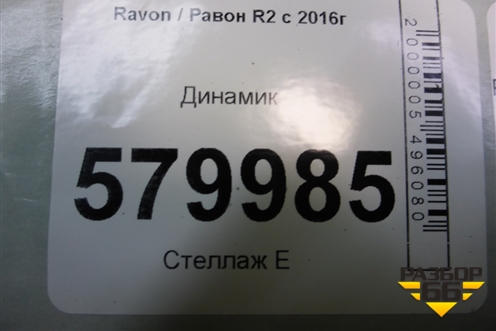 Ravon / Равон R2 с 2016г
Динамик
579985
Стеллаж Е
2000005496080
РАЗБОР
66